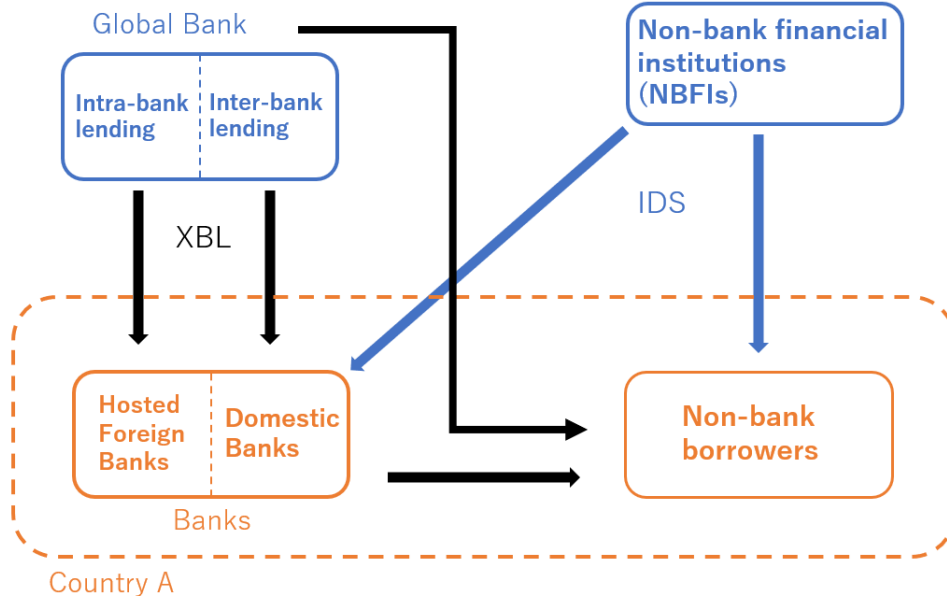 Global Bank
Intra-bank
lending
Inter-bank
lending
Non-bank financial
institutions
(NBFIs)
XBL
IDS
Hosted
Foreign
Banks
Domestic
Banks
Banks
Non-bank
borrowers
Country A